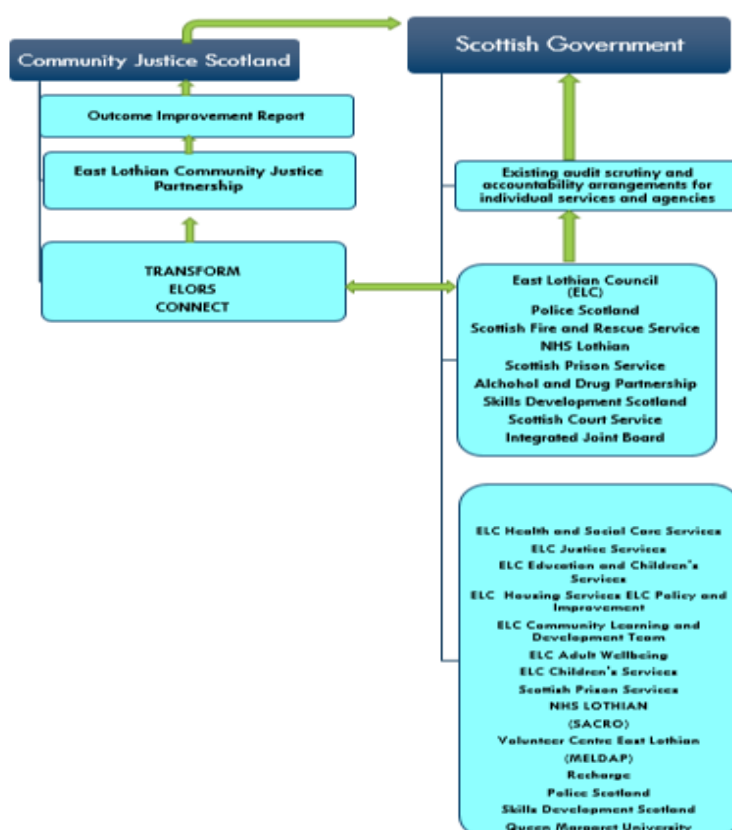 Community Justice Scotland
Scottish Government
Outcome Improvement Report
East Lothian Community Justice
Partnership
Existing audit scrutiny and
accountability arrangements for
individual services and agencies
TRANSFORM
ELORS
CONNECT
East Lothian Council
(ELC)
Police Scotland
Scottish Fire and Rescue Service
NHS Lothian
Scottish Prison Service
Alchohol and Drug Partnership
Skills Development Scotland
Scottish Court Service
Integrated Joint Board
ELC Health and Social Care Services
ELC Justice Services
ELC Education and Children's
Services
ELC Housing Services ELC Policy and
Improvement
ELC Community Learning and
Development Team
ELC Adult Wellbeing
ELC Children's Services
Scottish Prison Services
NHS LOTHIAN
(SACRO)
Volunteer Centre East Lothian
(MELDAP)
Recharge
Police Scotland
Skills Development Scotland
Queen Margaret University